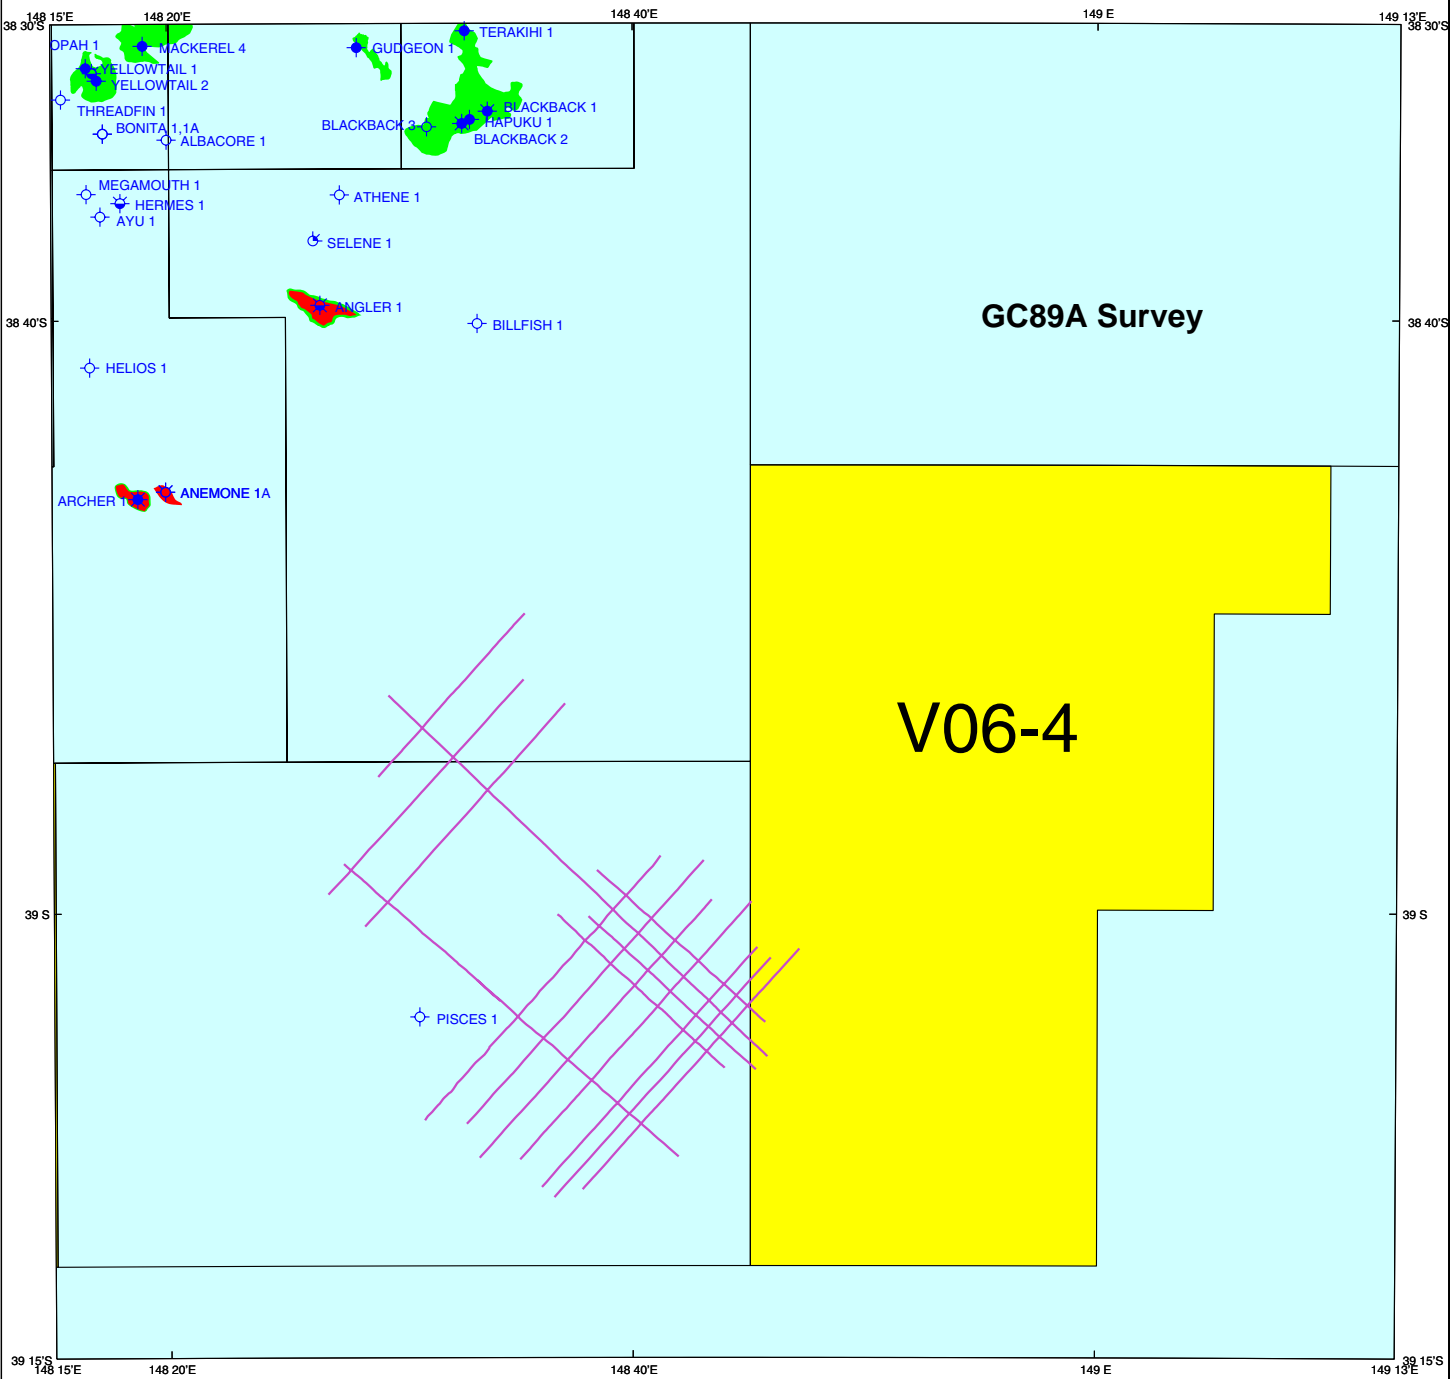 148 15'E
148 20'E
148 40'E
149 E
149 13'E
38 30'S
38 30'S
OPAH 1
MACKEREL 4
GUDGEON 1
TERAKIHI 1
YELLOWTAIL 1
YELLOWTAIL 2
THREADFIN 1
BLACKBACK 1
BONITA 1,1A
BLACKBACK 3
HAPUKU 1
ALBACORE 1
BLACKBACK 2
MEGAMOUTH 1
HERMES 1
ATHENE 1
AYU 1
SELENE 1
ANGLER 1
BILLFISH 1
GC89A Survey
38 40'S
38 40'S
HELIOS 1
ARCHER 1
ANEMONE 1A
V06-4
39 S
39 S
PISCES 1
39 15'S
39 15'S
148 15'E
148 20'E
148 40'E
149 E
149 13'E